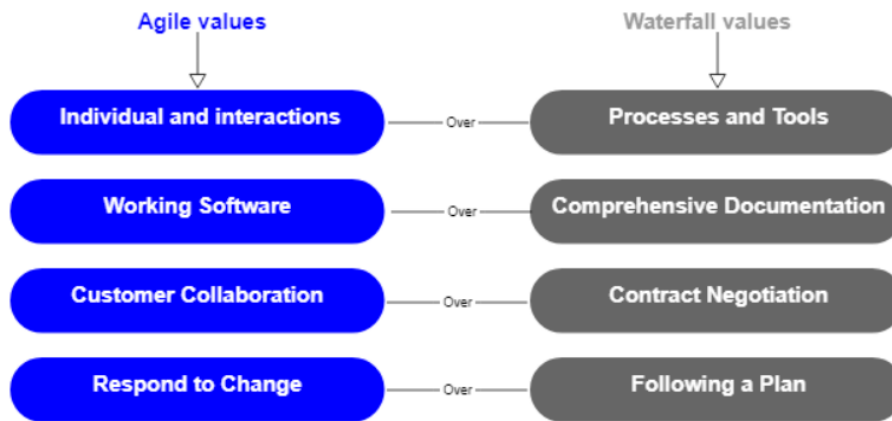 Agile values
Waterfall values
Individual and interactions
Over
Processes and Tools
Working Software
Over
Comprehensive Documentation
Customer Collaboration
Over
Contract Negotiation
Respond to Change
Over
Following a Plan